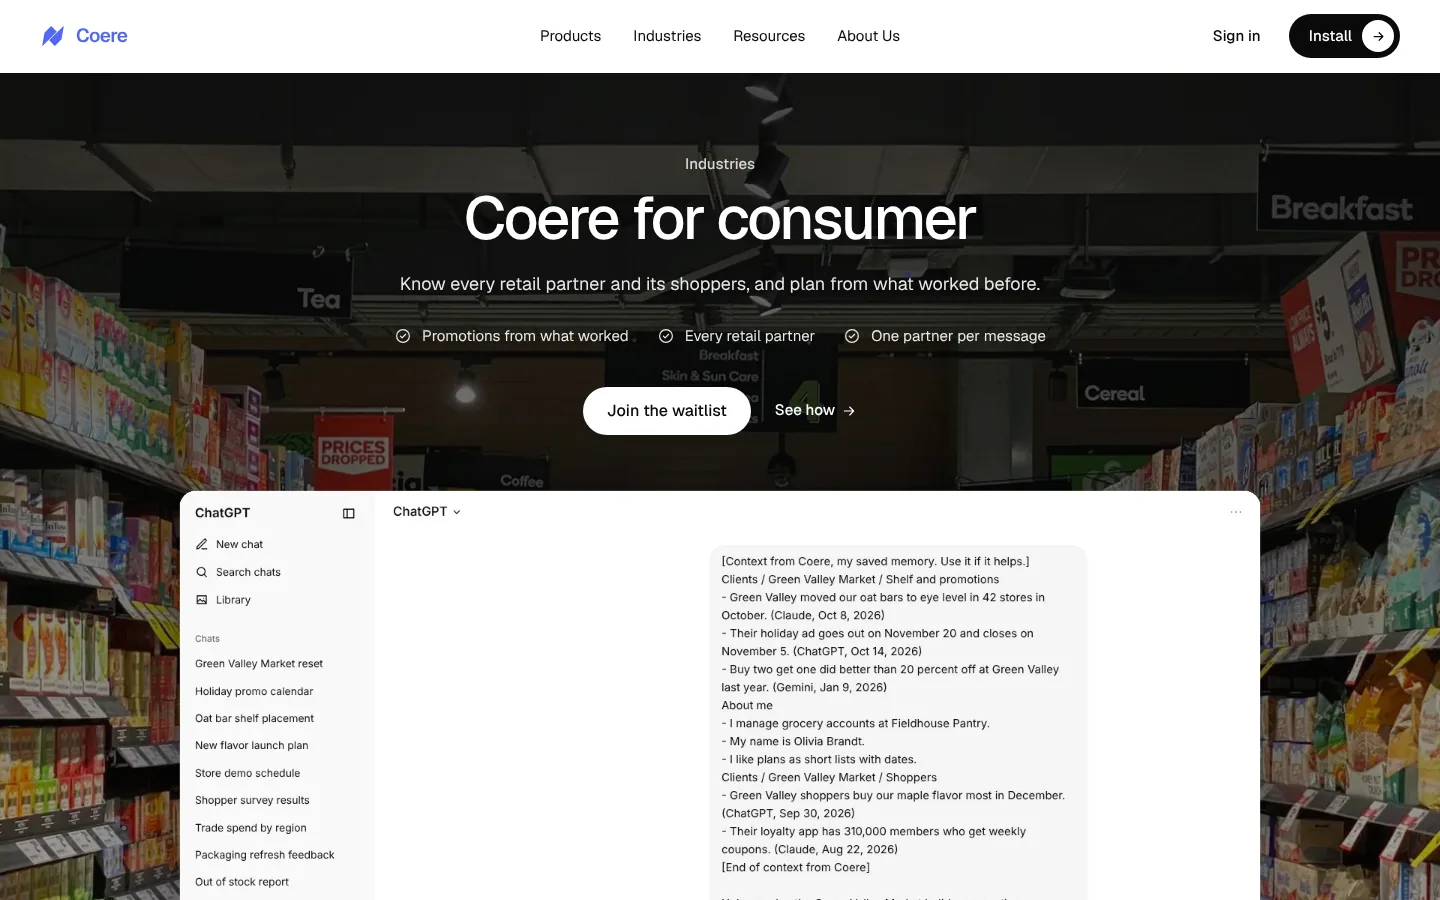 Coere
Products
Industries
Resources
About Us
Sign in
Install
Industries
Coere for consumer
Know every retail partner and its shoppers, and plan from what worked before.
Promotions from what worked
Every retail partner
One partner per message
Join the waitlist
See how
Breakfast
Tea
Breakfast
Skin & Sun Care
4
Cereal
PRICES
DROPPED
Coffee
ChatGPT
New chat
Search chats
Library
Chats
Green Valley Market reset
Holiday promo calendar
Oat bar shelf placement
New flavor launch plan
Store demo schedule
Shopper survey results
Trade spend by region
Packaging refresh feedback
Out of stock report
ChatGPT
[Context from Coere, my saved memory. Use it if it helps.]
Clients / Green Valley Market / Shelf and promotions
- Green Valley moved our oat bars to eye level in 42 stores in
October. (Claude, Oct 8, 2026)
- Their holiday ad goes out on November 20 and closes on
November 5. (ChatGPT, Oct 14, 2026)
- Buy two get one did better than 20 percent off at Green Valley
last year. (Gemini, Jan 9, 2026)
About me
- I manage grocery accounts at Fieldhouse Pantry.
- My name is Olivia Brandt.
- I like plans as short lists with dates.
Clients / Green Valley Market / Shoppers
- Green Valley shoppers buy our maple flavor most in December.
(ChatGPT, Sep 30, 2026)
- Their loyalty app has 310,000 members who get weekly
coupons. (Claude, Aug 22, 2026)
[End of context from Coere]